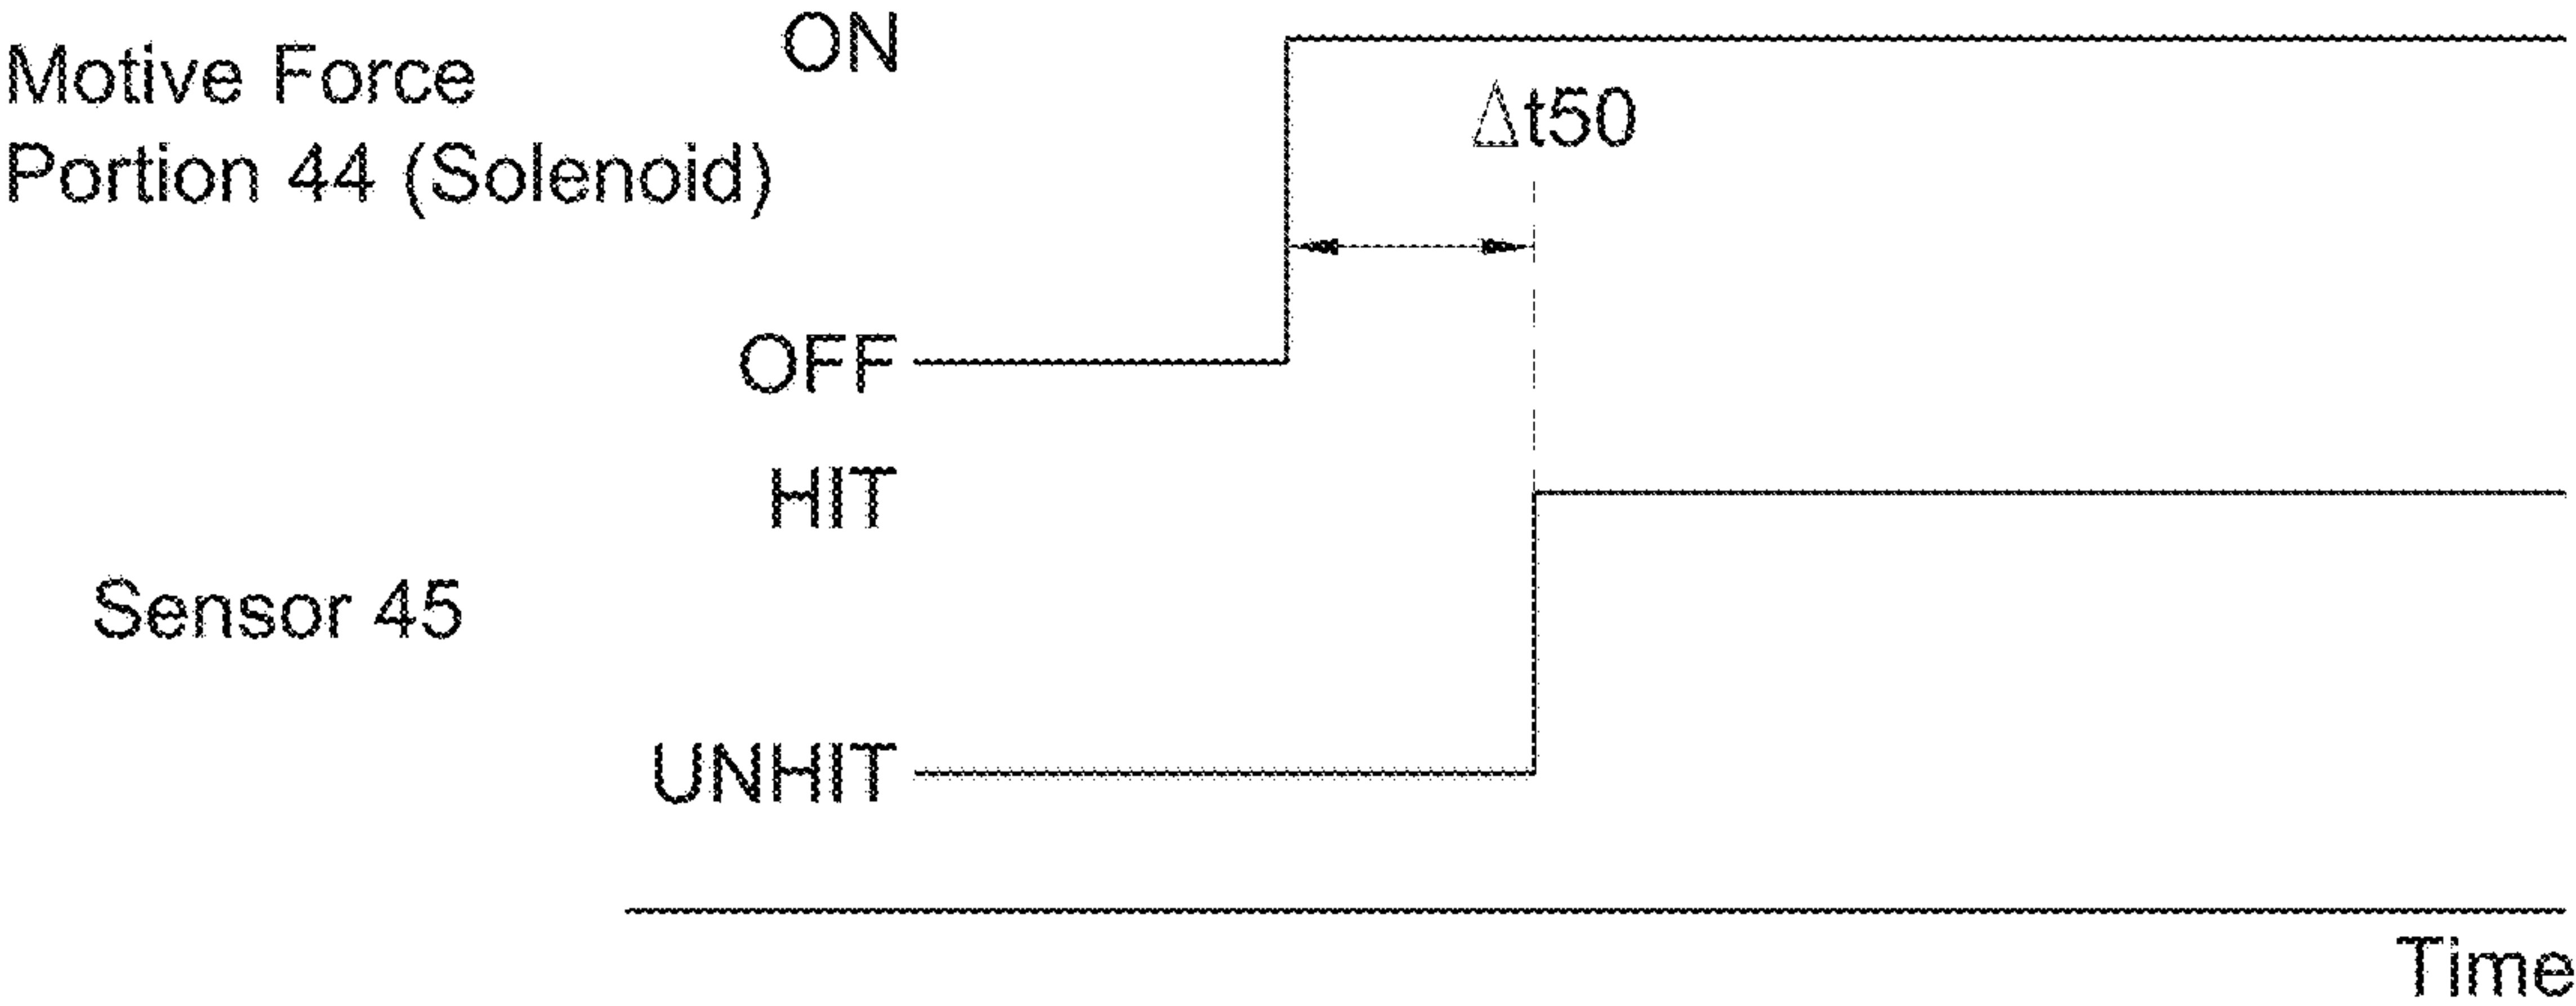 ON
Motive Force
Portion 44 (Solenoid)
Δt50
OFF
HIT
Sensor 45
UNHIT
Time